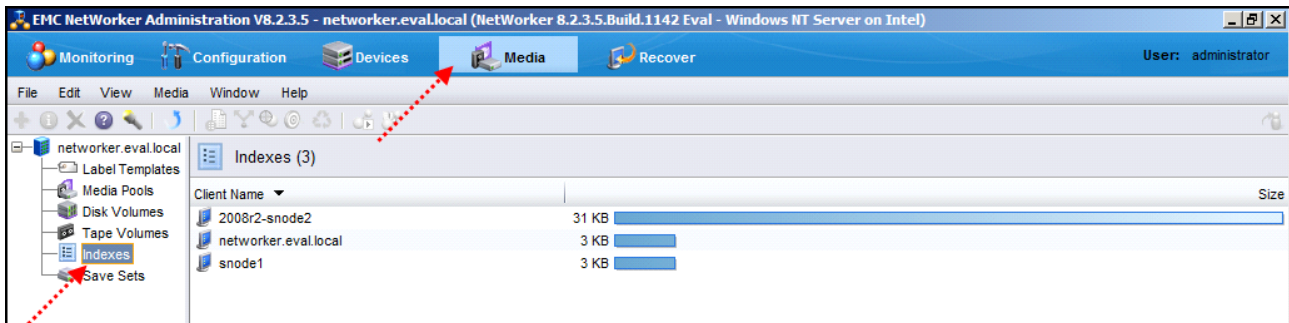 EMC NetWorker Administration V8.2.3.5 - networker.eval.local (NetWorker 8.2.3.5.Build.1142 Eval - Windows NT Server on Intel)
Monitoring Configuration Devices Media Recover User: administrator
File Edit View Media Window Help
networker.eval.local
Label Templates
Media Pools
Disk Volumes
Tape Volumes
Indexes
Save Sets
Indexes (3)
Client Name Size
2008r2-snode2 31 KB
networker.eval.local 3 KB
snode1 3 KB